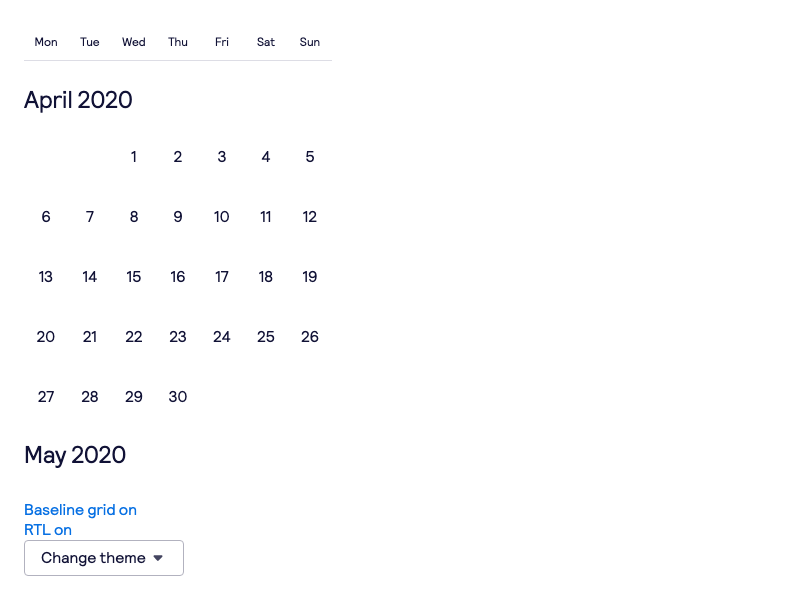 Mon Tue Wed Thu Fri Sat Sun
April 2020
1 2 3 4 5
6 7 8 9 10 11 12
13 14 15 16 17 18 19
20 21 22 23 24 25 26
27 28 29 30
May 2020
Baseline grid on
RTL on
Change theme